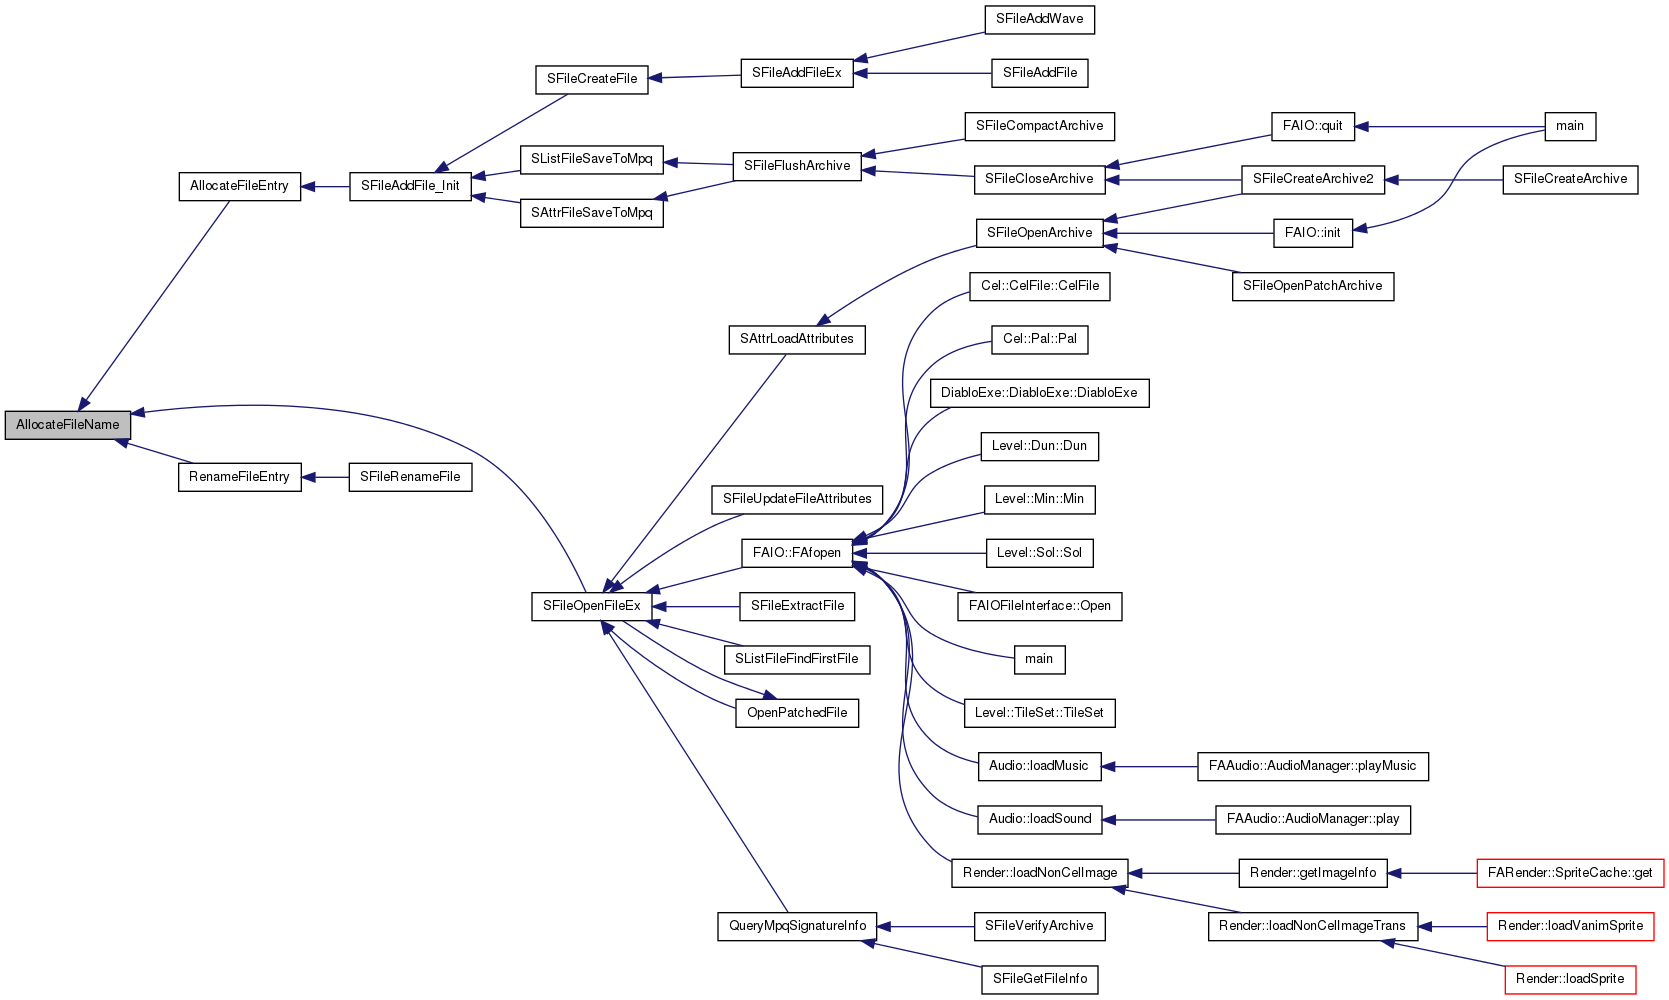 SFileAddWave
SFileCreateFile
SFileAddFileEx
SFileAddFile
SFileCompactArchive
FAIO::quit
main
SListFileSaveToMpq
SFileFlushArchive
AllocateFileEntry
SFileAddFile_Init
SFileCloseArchive
SFileCreateArchive2
SFileCreateArchive
SAttrFileSaveToMpq
SFileOpenArchive
FAIO::init
SFileOpenPatchArchive
Cel::CelFile::CelFile
SAttrLoadAttributes
Cel::Pal::Pal
DiabloExe::DiabloExe::DiabloExe
AllocateFileName
Level::Dun::Dun
RenameFileEntry
SFileRenameFile
SFileUpdateFileAttributes
Level::Min::Min
FAIO::FAfopen
Level::Sol::Sol
SFileOpenFileEx
SFileExtractFile
FAIOFileInterface::Open
SListFileFindFirstFile
main
OpenPatchedFile
Level::TileSet::TileSet
Audio::loadMusic
FAAudio::AudioManager::playMusic
Audio::loadSound
FAAudio::AudioManager::play
Render::loadNonCelImage
Render::getImageInfo
FARender::SpriteCache::get
QueryMpqSignatureInfo
SFileVerifyArchive
Render::loadNonCelImageTrans
Render::loadVanimSprite
SFileGetFileInfo
Render::loadSprite